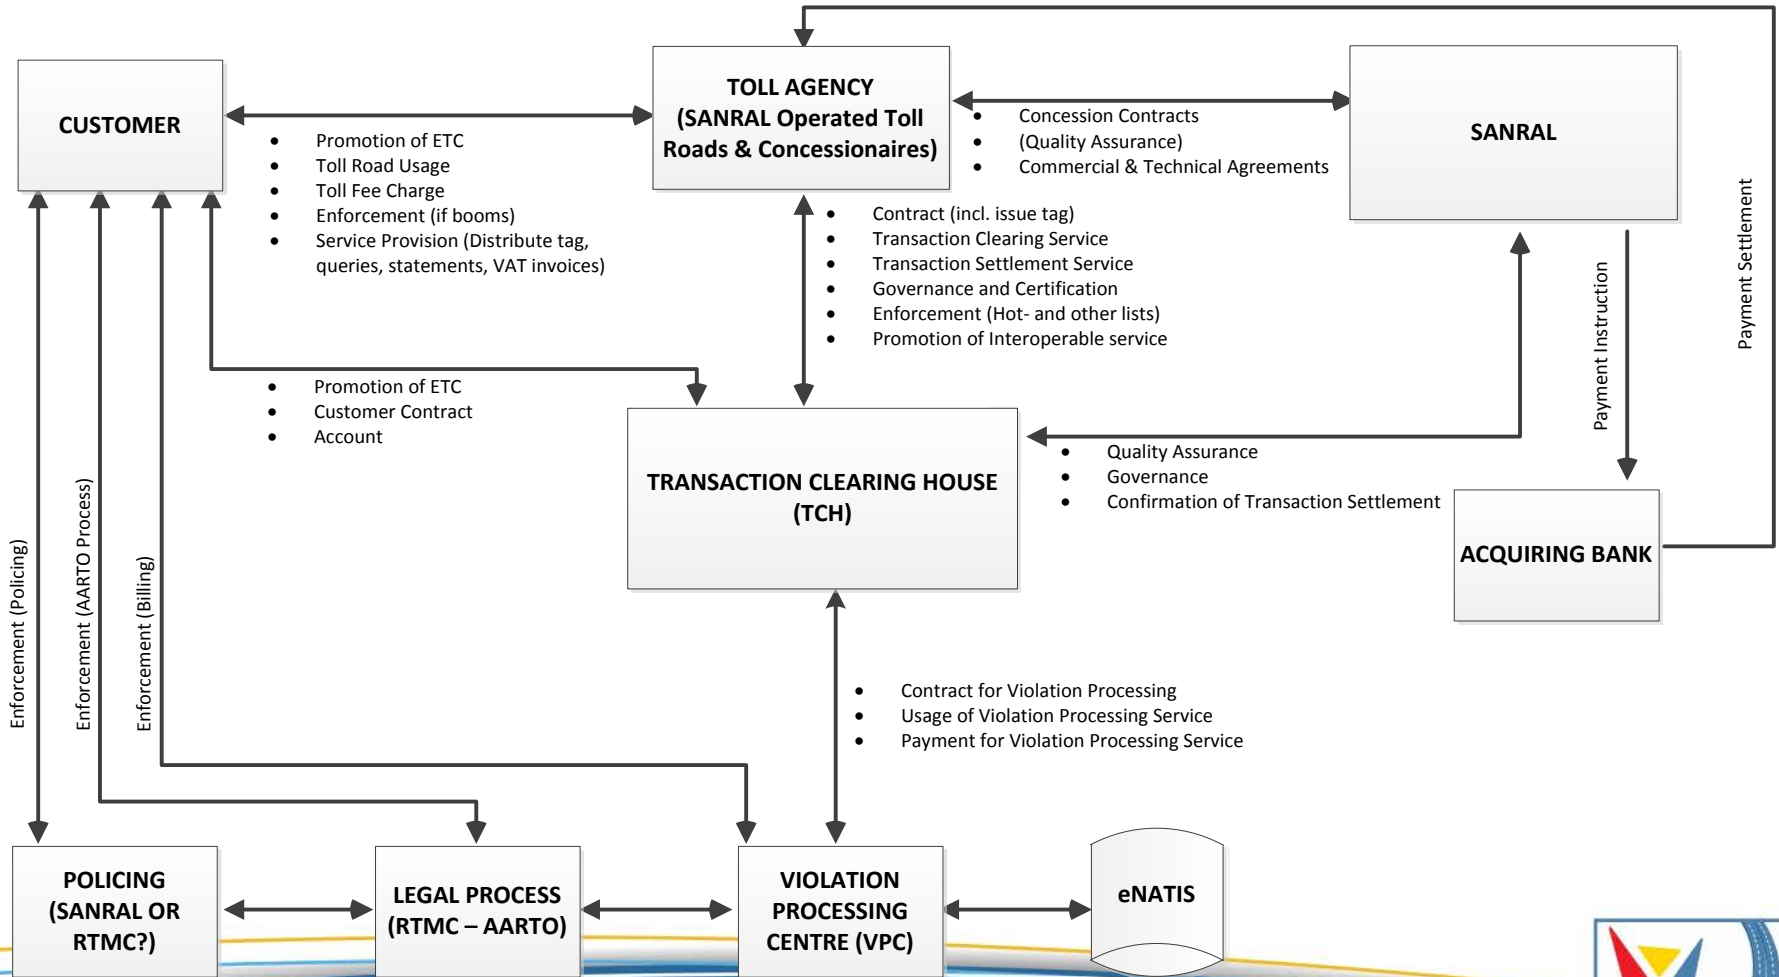 CUSTOMER
TOLL AGENCY
(SANRAL Operated Toll
Roads & Concessionaires)
SANRAL
• Promotion of ETC
• Toll Road Usage
• Toll Fee Charge
• Enforcement (if booms)
• Service Provision (Distribute tag,
queries, statements, VAT invoices)
• Concession Contracts
• (Quality Assurance)
• Commercial & Technical Agreements
• Contract (incl. issue tag)
• Transaction Clearing Service
• Transaction Settlement Service
• Governance and Certification
• Enforcement (Hot- and other lists)
• Promotion of Interoperable service
Payment Instruction
Payment Settlement
• Promotion of ETC
• Customer Contract
• Account
TRANSACTION CLEARING HOUSE
(TCH)
• Quality Assurance
• Governance
• Confirmation of Transaction Settlement
ACQUIRING BANK
Enforcement (Policing)
Enforcement (AARTO Process)
Enforcement (Billing)
• Contract for Violation Processing
• Usage of Violation Processing Service
• Payment for Violation Processing Service
POLICING
(SANRAL OR
RTMC?)
LEGAL PROCESS
(RTMC – AARTO)
VIOLATION
PROCESSING
CENTRE (VPC)
eNATIS